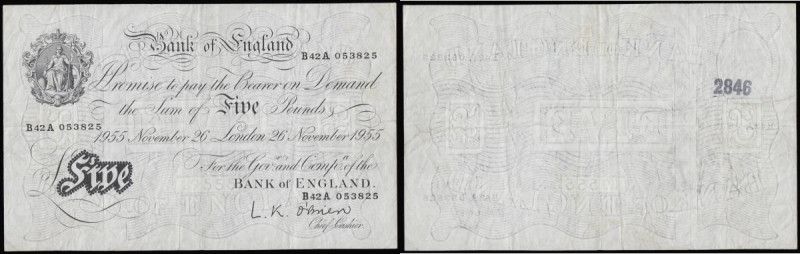 Bank of England
B42A 053825
Promise to pay the Bearer on Demand
the Sum of Five Pounds
B42A 053825
1955 November 26 London 26 November 1955
For the Govr. and Compa. of the
Five
BANK OF ENGLAND.
B42A 053825
L.K. O'Brien
Chief Cashier
2846